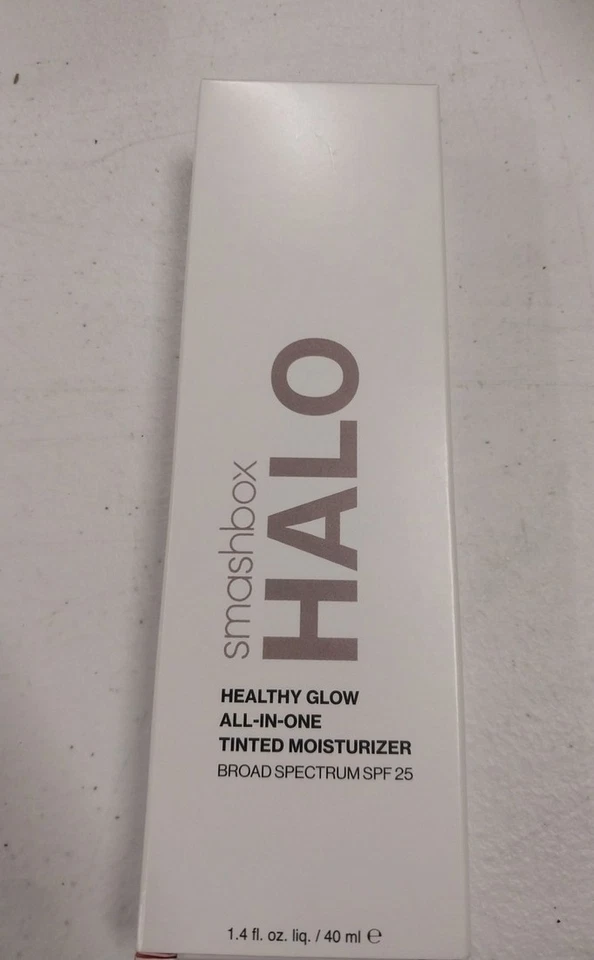 smashbox
HALO
HEALTHY GLOW
ALL-IN-ONE
TINTED MOISTURIZER
BROAD SPECTRUM SPF 25
1.4 fl. oz. liq. / 40 ml ℮